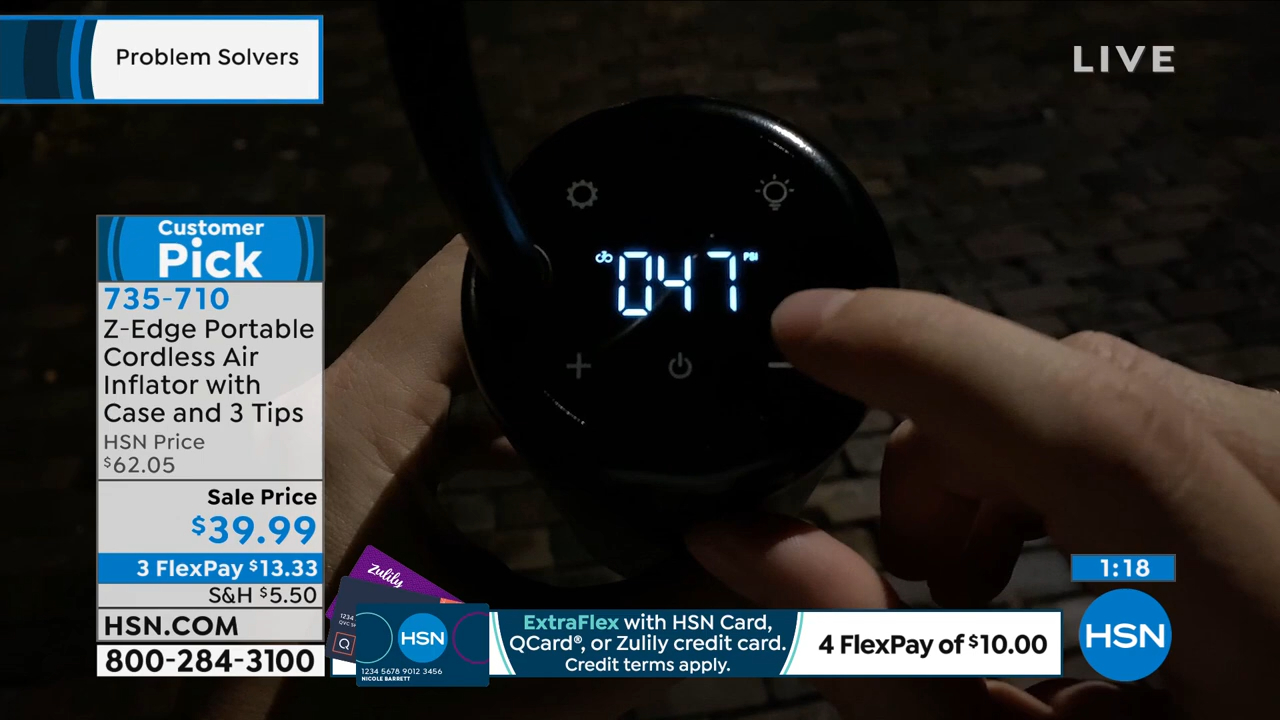 Problem Solvers
LIVE
Customer
Pick
735-710
Z-Edge Portable
Cordless Air
Inflator with
Case and 3 Tips
HSN Price
$62.05
Sale Price
$39.99
3 FlexPay $13.33
S&H $5.50
HSN.COM
800-284-3100
047
PSI
Zulily
1234
Q
HSN
1234 5678 9012 3456
NICOLE BARRETT
ExtraFlex with HSN Card,
QCard®, or Zulily credit card.
Credit terms apply.
4 FlexPay of $10.00
1:18
HSN